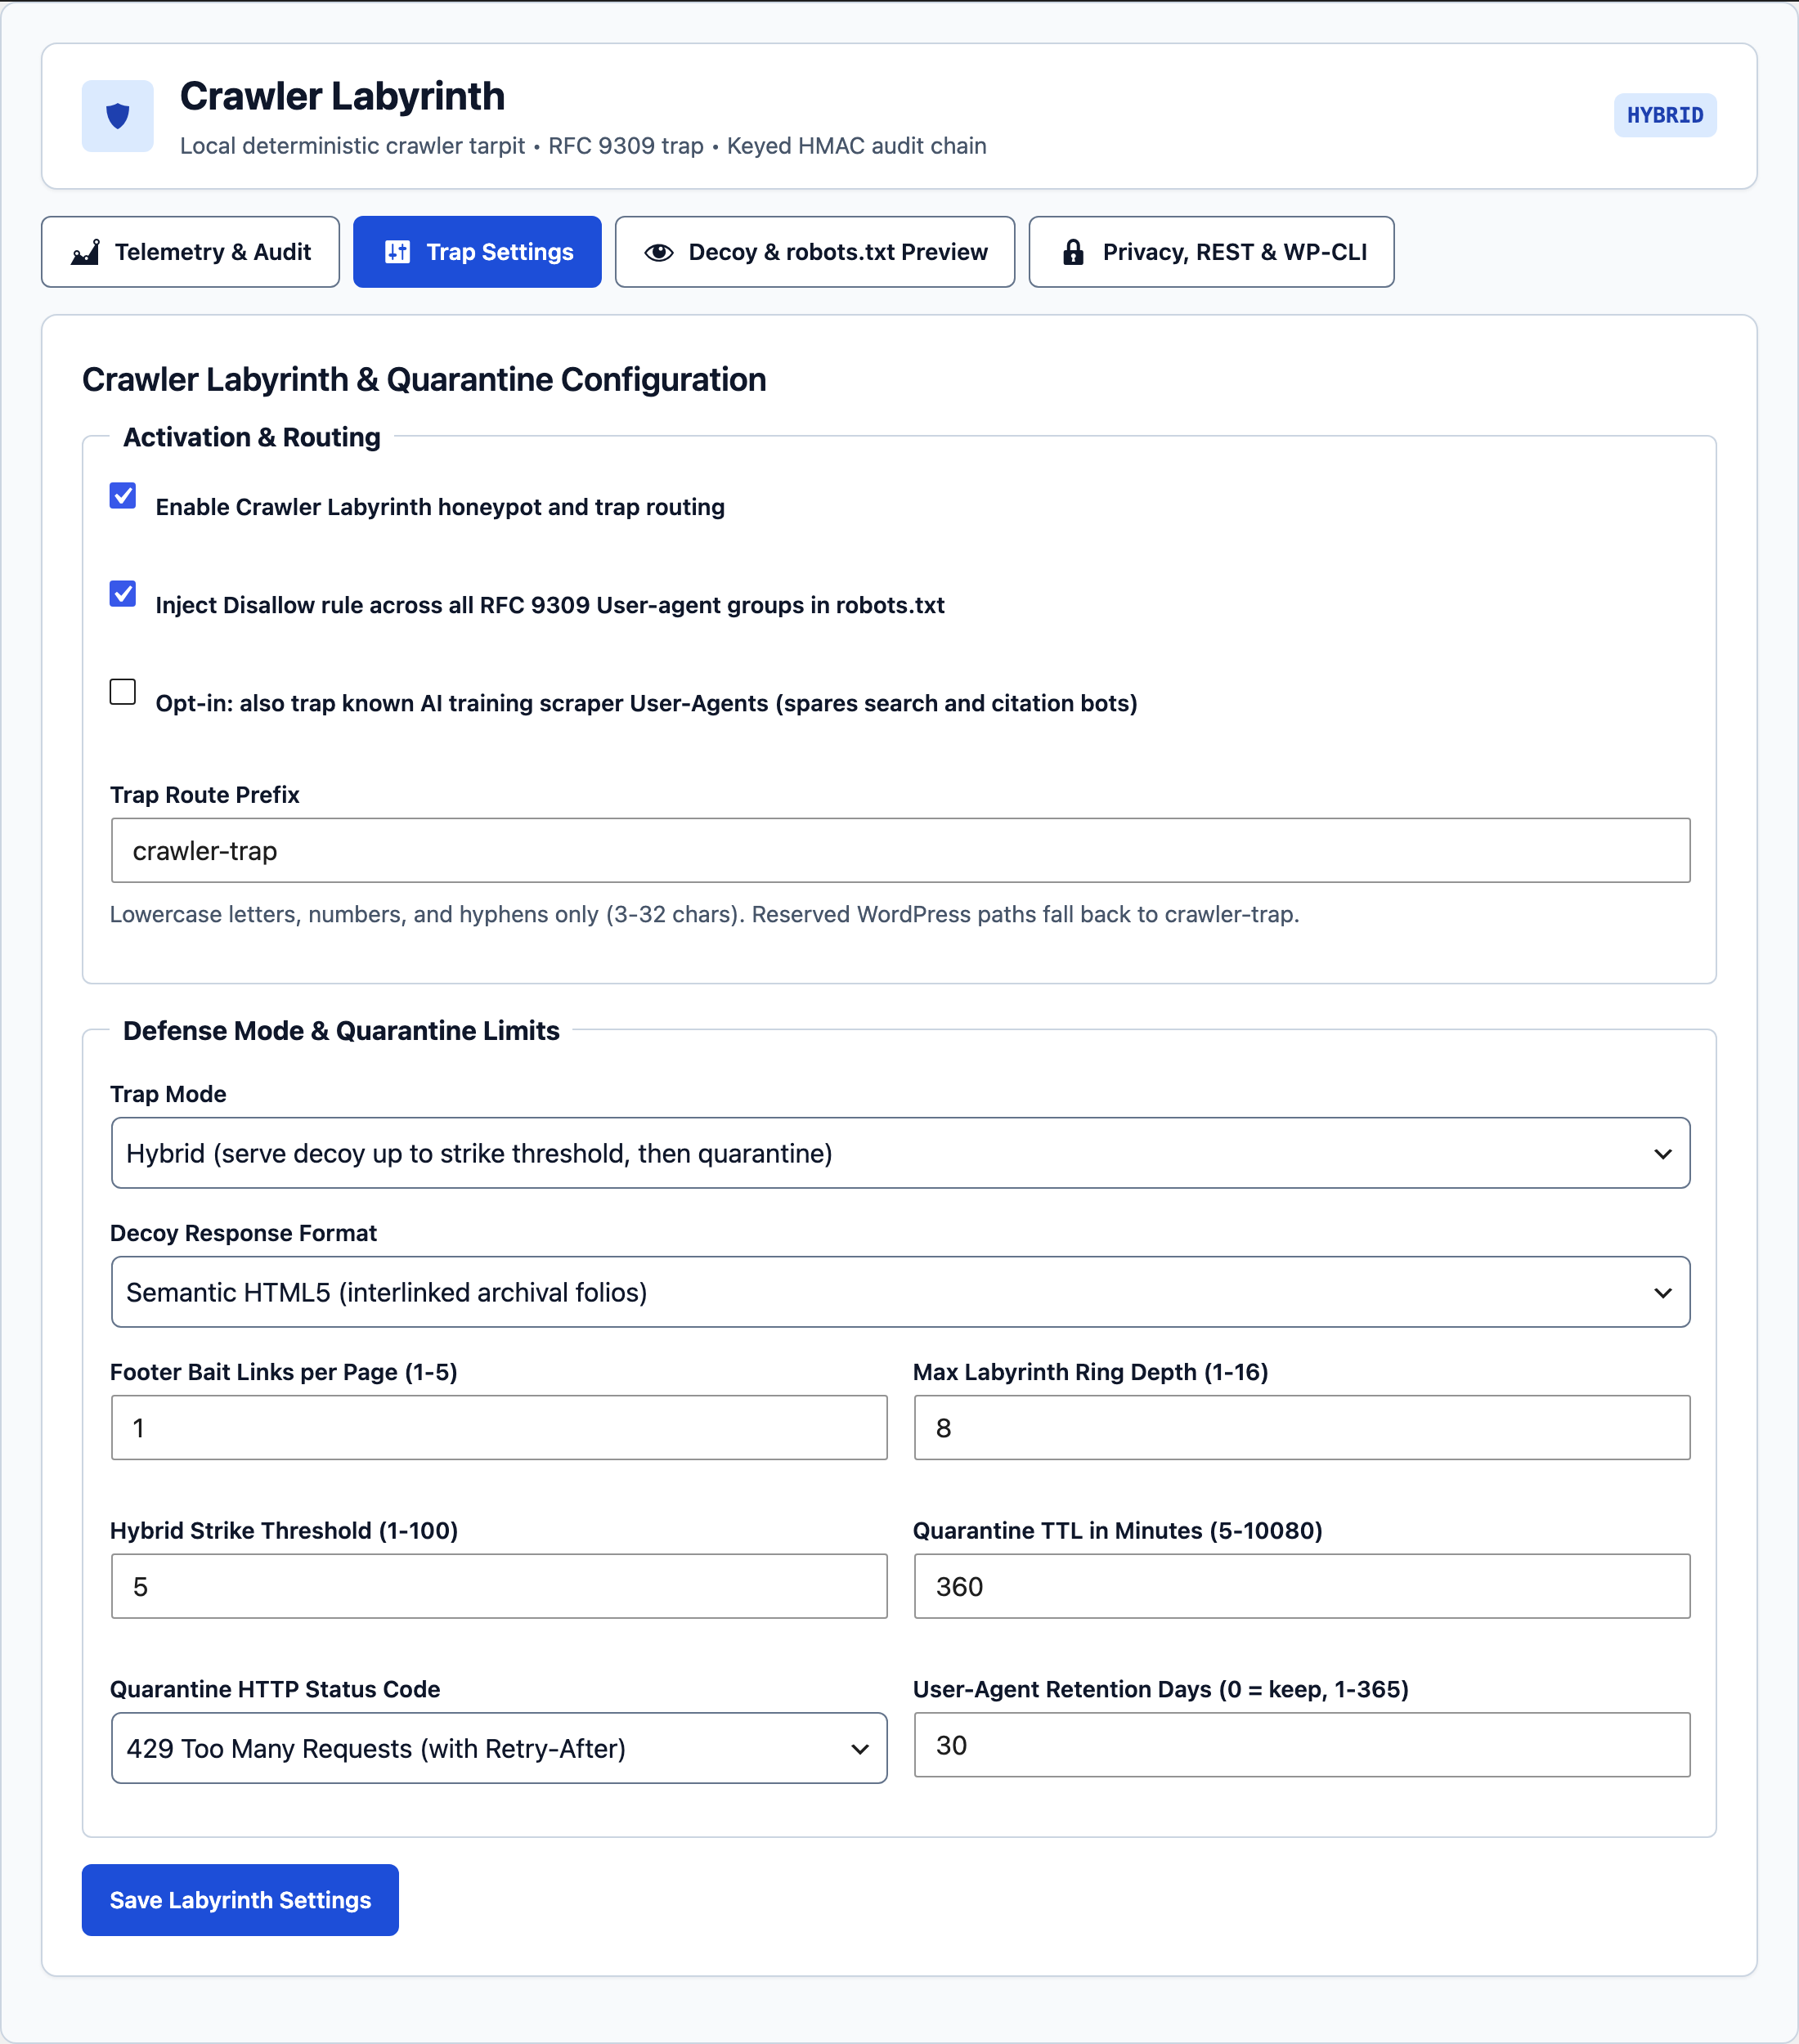 Crawler Labyrinth
Local deterministic crawler tarpit • RFC 9309 trap • Keyed HMAC audit chain
HYBRID
Telemetry & Audit
Trap Settings
Decoy & robots.txt Preview
Privacy, REST & WP-CLI
Crawler Labyrinth & Quarantine Configuration
Activation & Routing
Enable Crawler Labyrinth honeypot and trap routing
Inject Disallow rule across all RFC 9309 User-agent groups in robots.txt
Opt-in: also trap known AI training scraper User-Agents (spares search and citation bots)
Trap Route Prefix
crawler-trap
Lowercase letters, numbers, and hyphens only (3-32 chars). Reserved WordPress paths fall back to crawler-trap.
Defense Mode & Quarantine Limits
Trap Mode
Hybrid (serve decoy up to strike threshold, then quarantine)
Decoy Response Format
Semantic HTML5 (interlinked archival folios)
Footer Bait Links per Page (1-5)
1
Max Labyrinth Ring Depth (1-16)
8
Hybrid Strike Threshold (1-100)
5
Quarantine TTL in Minutes (5-10080)
360
Quarantine HTTP Status Code
429 Too Many Requests (with Retry-After)
User-Agent Retention Days (0 = keep, 1-365)
30
Save Labyrinth Settings